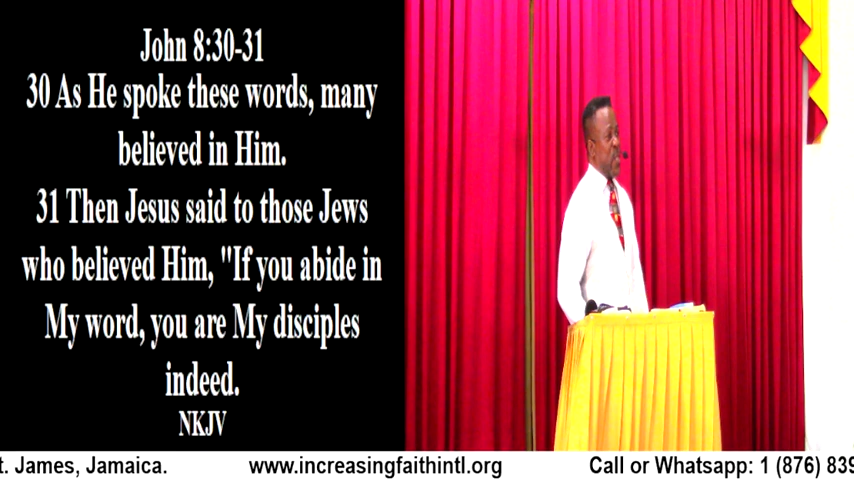 John 8:30-31
30 As He spoke these words, many
believed in Him.
31 Then Jesus said to those Jews
who believed Him, "If you abide in
My word, you are My disciples
indeed.
NKJV
t. James, Jamaica. www.increasingfaithintl.org Call or Whatsapp: 1 (876) 839